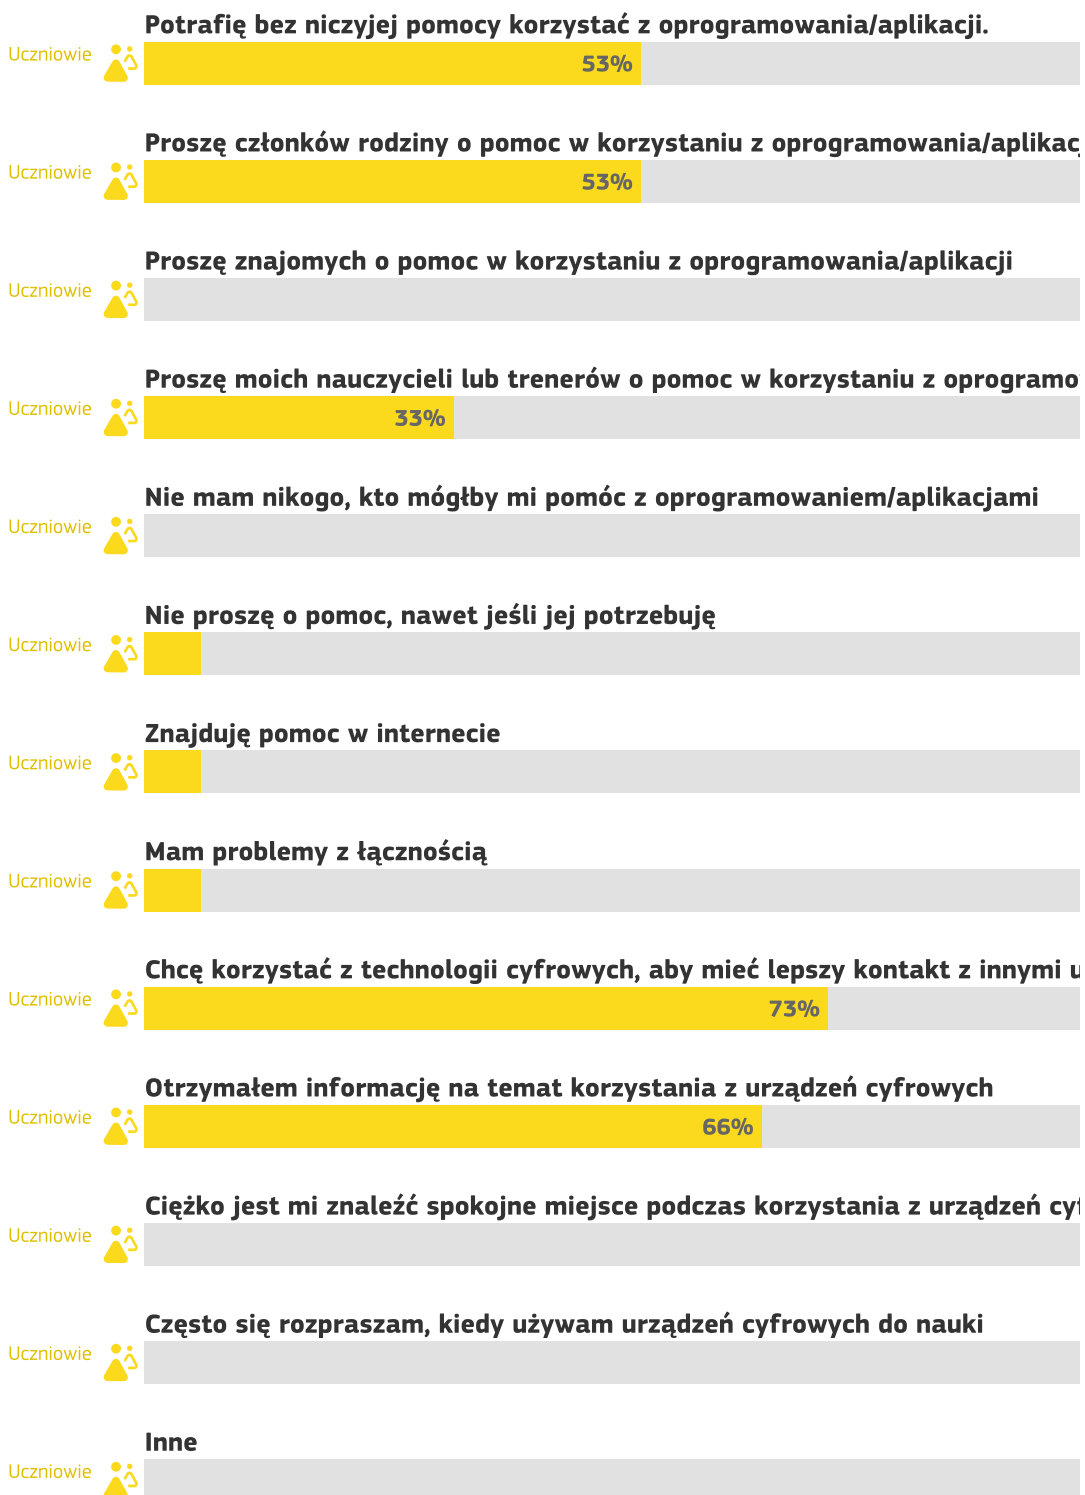 Potrafię bez niczyjej pomocy korzystać z oprogramowania/aplikacji.
Uczniowie
53%
Proszę członków rodziny o pomoc w korzystaniu z
Uczniowie
53%
Proszę znajomych o pomoc w korzystaniu z oprogramowania/aplikacji
Uczniowie
Proszę moich nauczycieli lub trenerów o pomoc w korzystaniu z
Uczniowie
33%
Nie mam nikogo, kto mógłby mi pomóc z oprogramowaniem/aplikacjami
Uczniowie
Nie proszę o pomoc, nawet jeśli jej potrzebuję
Uczniowie
Znajduję pomoc w internecie
Uczniowie
Mam problemy z łącznością
Uczniowie
Chcę korzystać z technologii cyfrowych, aby mieć lepszy kontakt z innymi
Uczniowie
73%
Otrzymałem informację na temat korzystania z urządzeń cyfrowych
Uczniowie
66%
Ciężko jest mi znaleźć spokojne miejsce podczas korzystania z urządzeń
Uczniowie
Często się rozpraszam, kiedy używam urządzeń cyfrowych do nauki
Uczniowie
Inne
Uczniowie